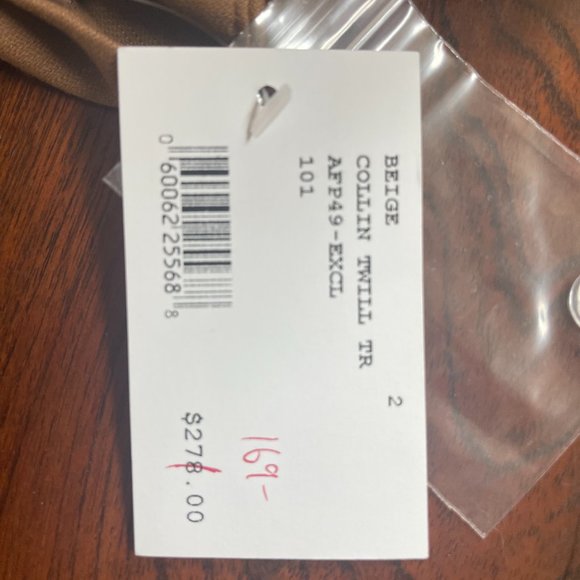 BEIGE 2
COLLIN TWILL TR
AFP49-EXCL
101
169-
0 60062 25568 8
$278.00